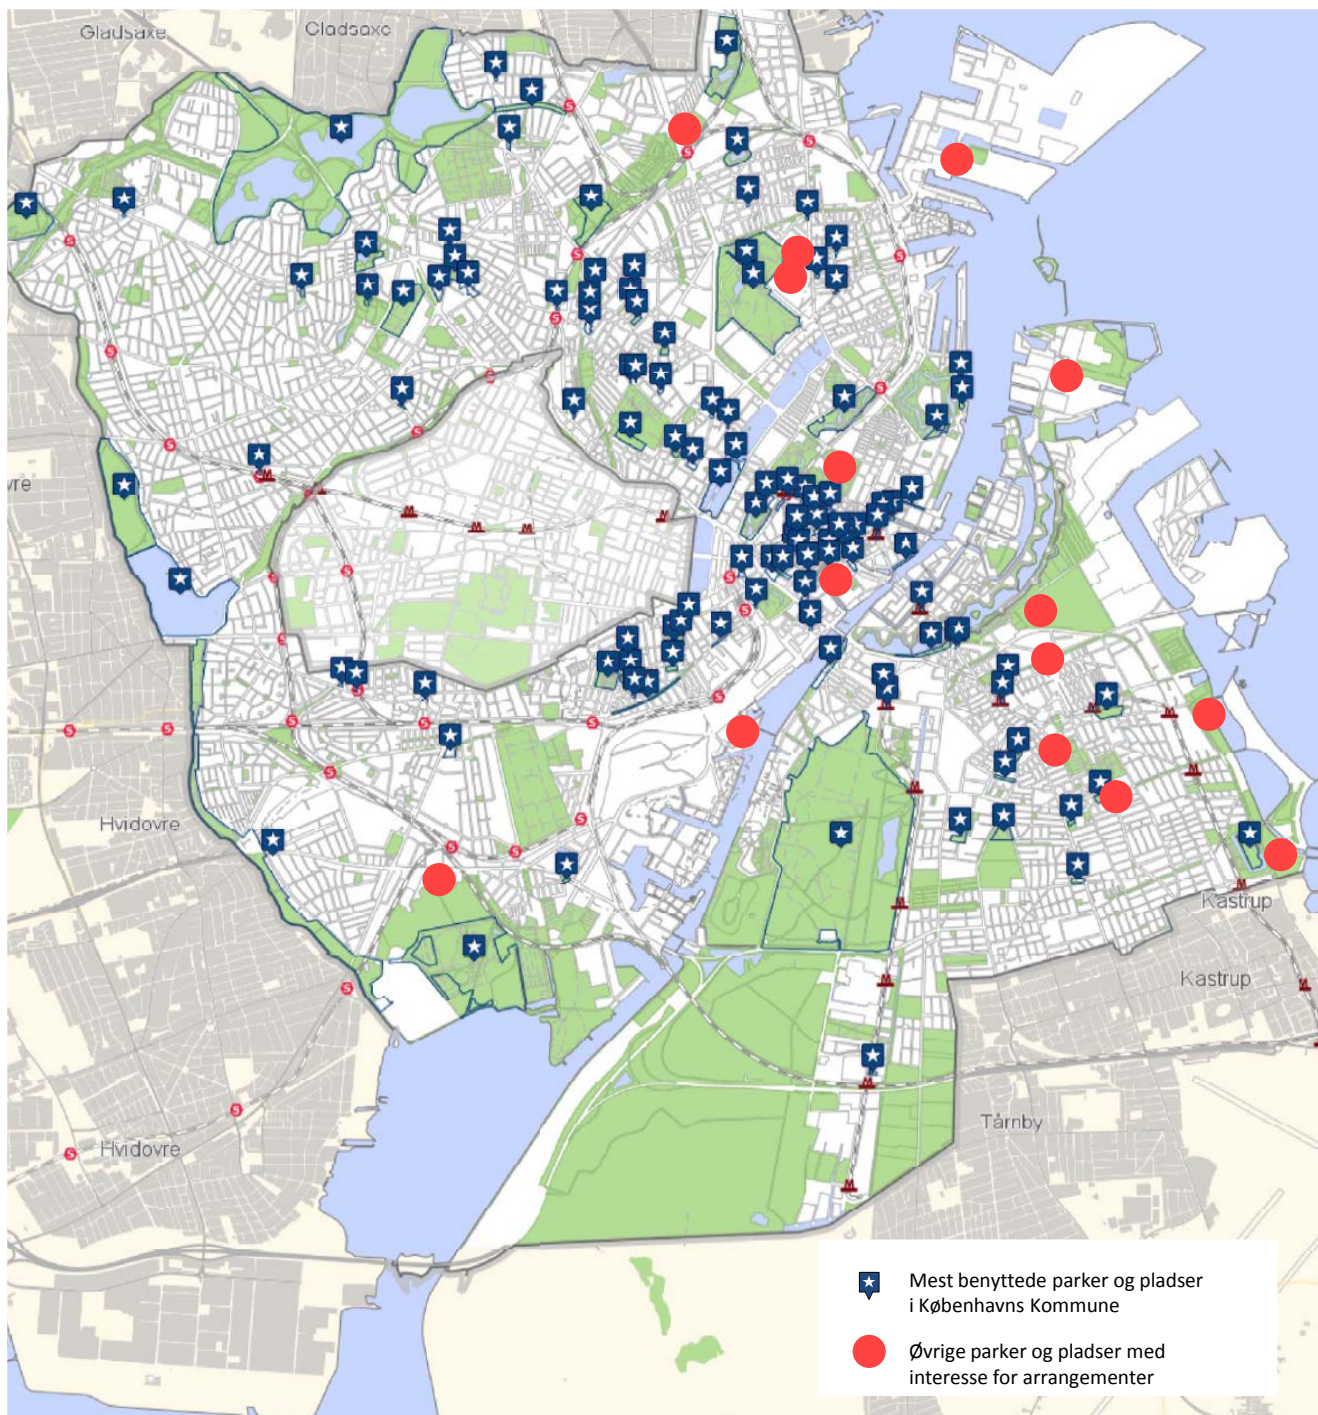 Gladsaxe
Gladsaxe
vre
Hvidovre
Kastrup
Kastrup
Tårnby
Hvidovre
Mest benyttede parker og pladser
i Københavns Kommune
Øvrige parker og pladser med
interesse for arrangementer